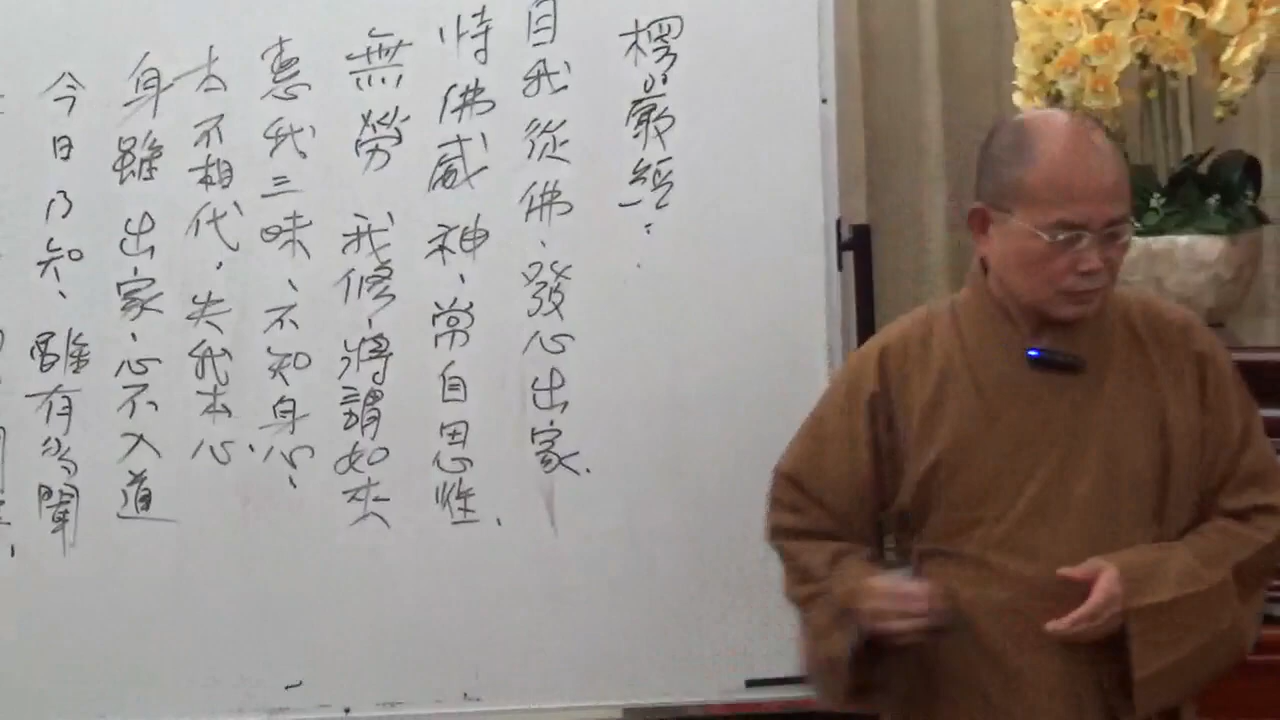 楞嚴經：
自我從佛、發心出家、
恃佛威神、常自思惟、
無勞 我修、將謂如來
惠我三昧、不知身心、
本不相代、失我本心、
身雖出家、心不入道
今日乃知、雖有多聞